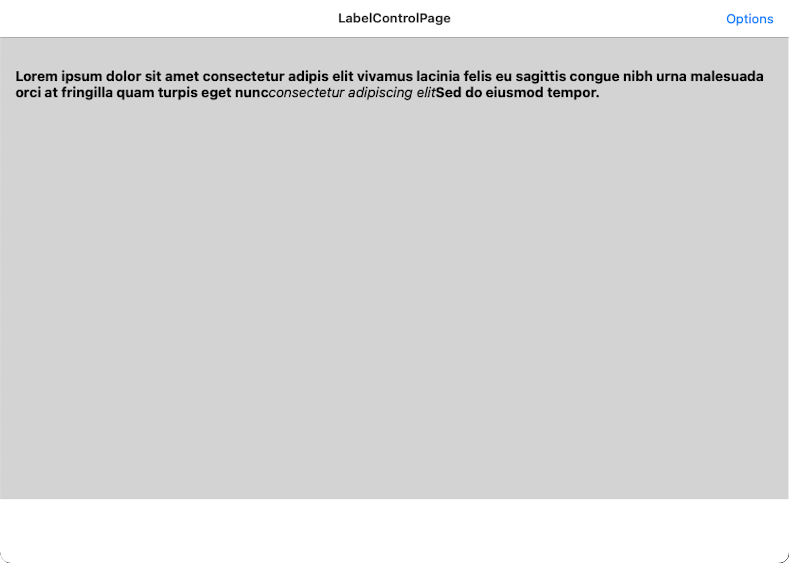 LabelControlPage
Options
Lorem ipsum dolor sit amet consectetur adipis elit vivamus lacinia felis eu sagittis congue nibh urna malesuada
orci at fringilla quam turpis eget nuncconsectetur adipiscing elitSed do eiusmod tempor.